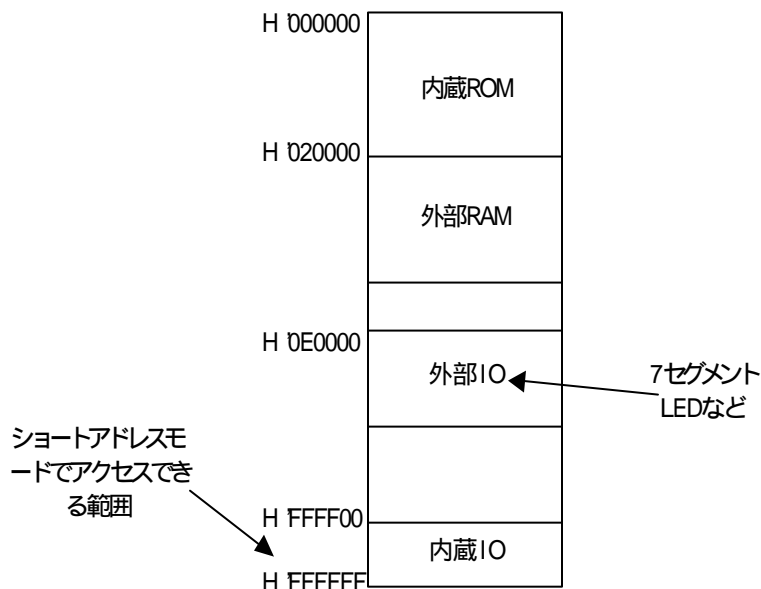 H'000000
内蔵ROM
H'020000
外部RAM
H'0E0000
外部IO
7セグメント
LEDなど
ショートアドレスモ
ードでアクセスでき
る範囲
H'FFFF00
内蔵IO
H'FFFFFF